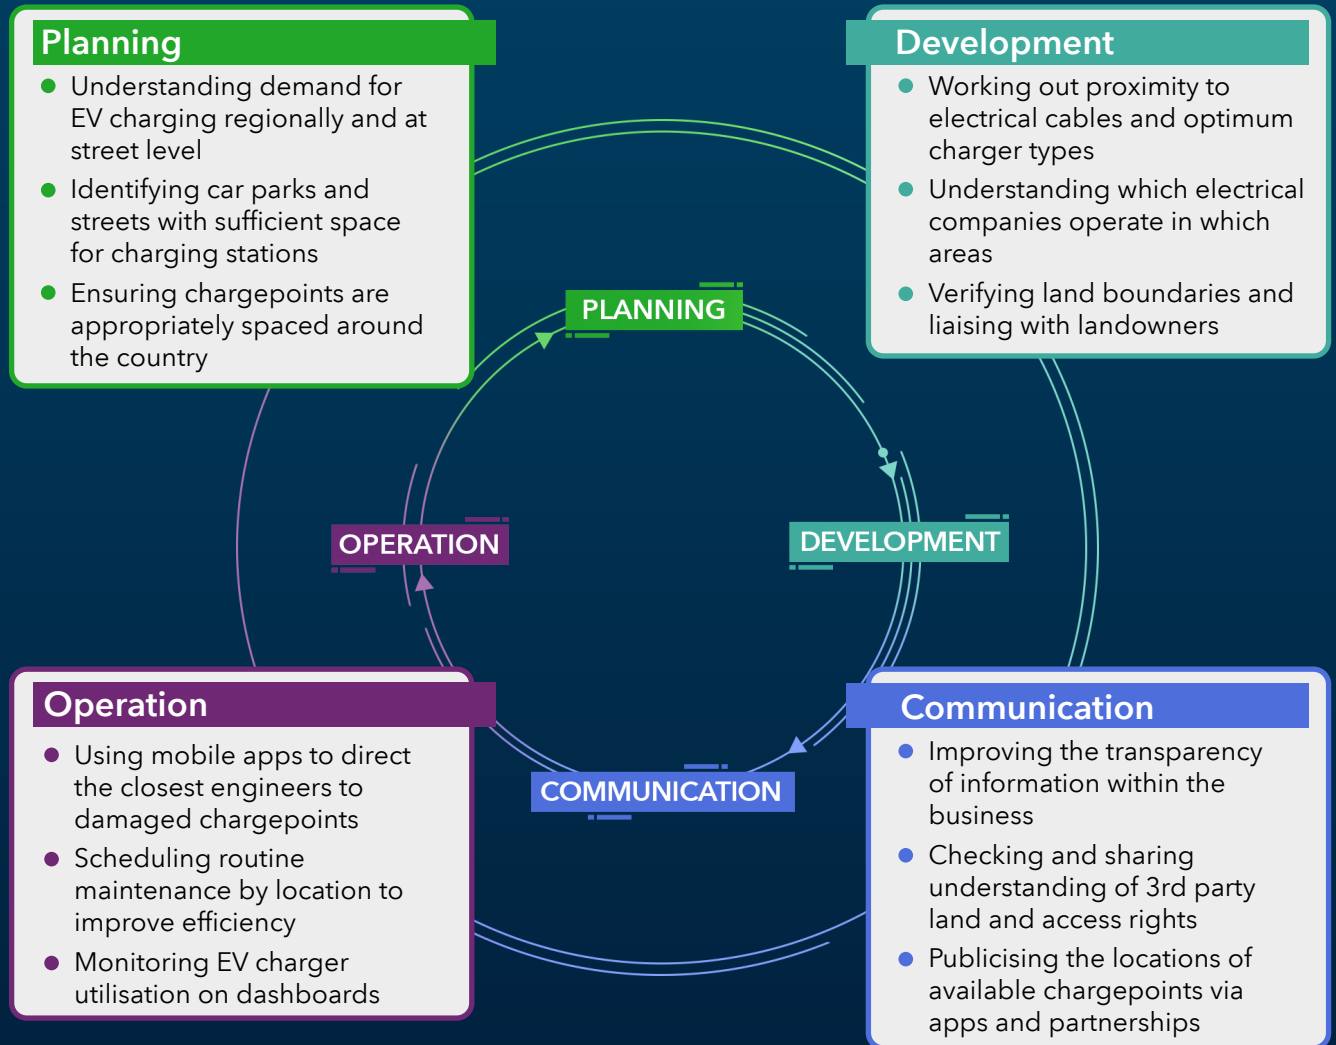 Planning
Understanding demand for
EV charging regionally and at
street level
Identifying car parks and
streets with sufficient space
for charging stations
Ensuring chargepoints are
appropriately spaced around
the country
Development
Working out proximity to
electrical cables and optimum
charger types
Understanding which electrical
companies operate in which
areas
Verifying land boundaries and
liaising with landowners
PLANNING
OPERATION
DEVELOPMENT
COMMUNICATION
Operation
Using mobile apps to direct
the closest engineers to
damaged chargepoints
Scheduling routine
maintenance by location to
improve efficiency
Monitoring EV charger
utilisation on dashboards
Communication
Improving the transparency
of information within the
business
Checking and sharing
understanding of 3rd party
land and access rights
Publicising the locations of
available chargepoints via
apps and partnerships